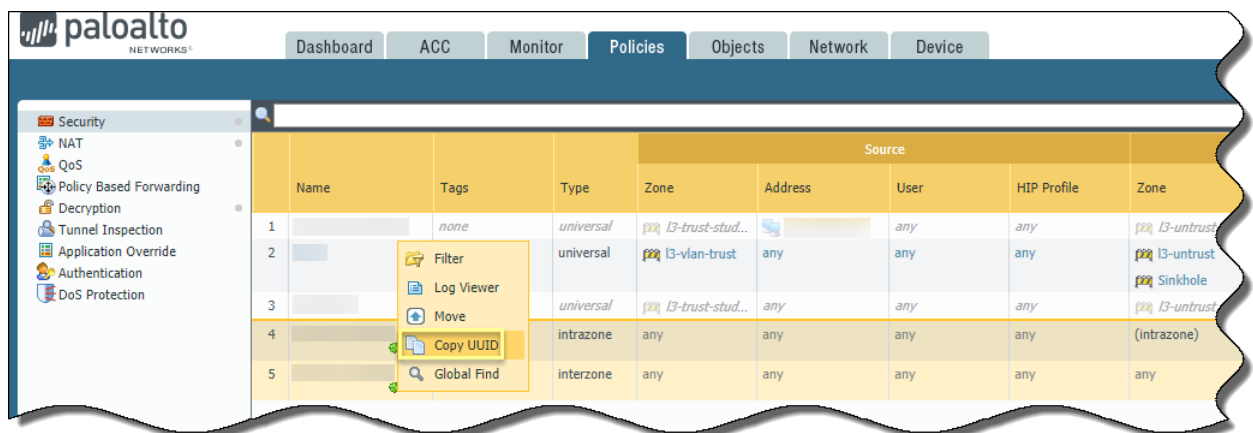 paloalto
NETWORKS®
Dashboard ACC Monitor Policies Objects Network Device
Security
NAT
QoS
Policy Based Forwarding
Decryption
Tunnel Inspection
Application Override
Authentication
DoS Protection
Source
Name Tags Type Zone Address User HIP Profile Zone
1 none universal l3-trust-stud... any any l3-untrust
2 universal l3-vlan-trust any any any l3-untrust
Sinkhole
3 universal l3-trust-stud... any any any l3-untrust
4 intrazone any any any any (intrazone)
5 interzone any any any any any
Filter
Log Viewer
Move
Copy UUID
Global Find